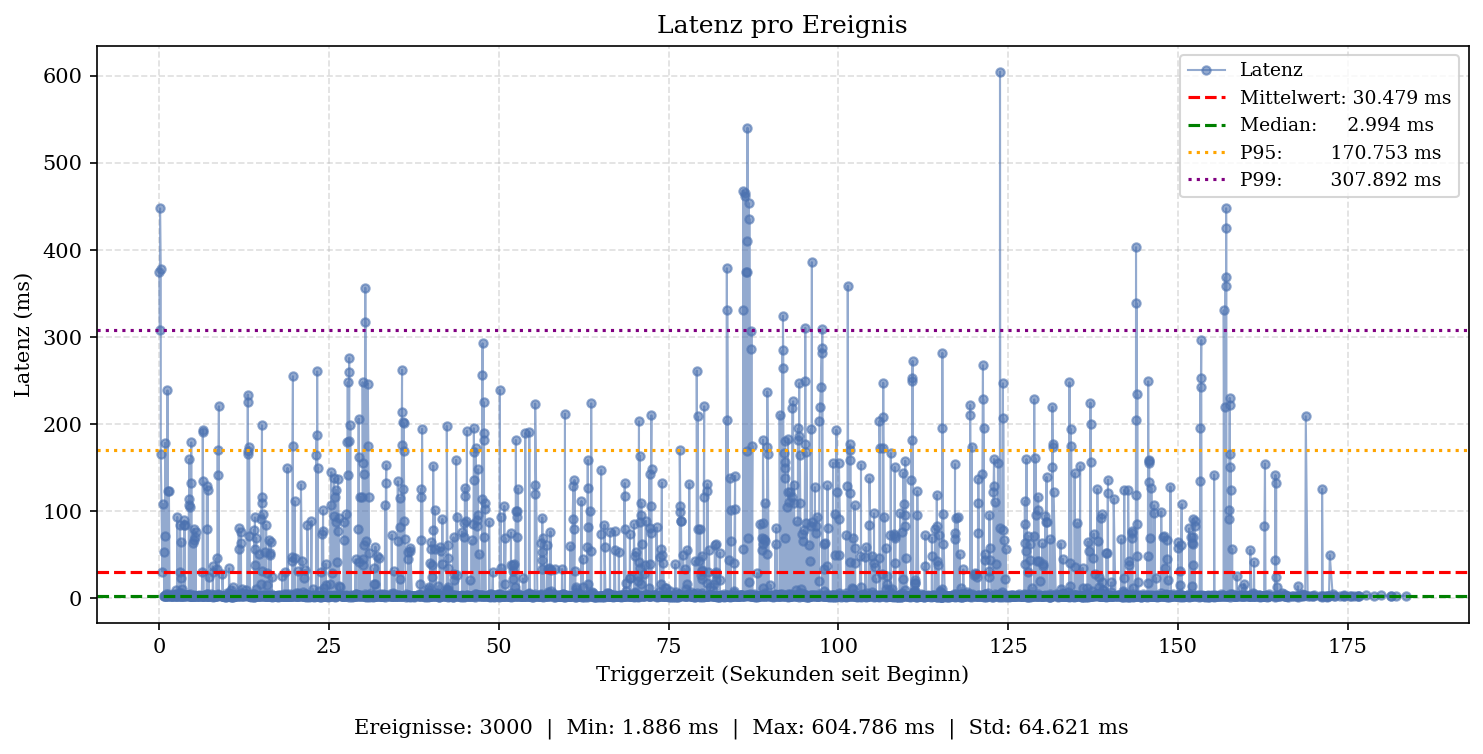 Latenz pro Ereignis
Latenz (ms)
600
500
400
300
200
100
0
Latenz
Mittelwert: 30.479 ms
Median: 2.994 ms
P95: 170.753 ms
P99: 307.892 ms
0 25 50 75 100 125 150 175
Triggerzeit (Sekunden seit Beginn)
Ereignisse: 3000 | Min: 1.886 ms | Max: 604.786 ms | Std: 64.621 ms